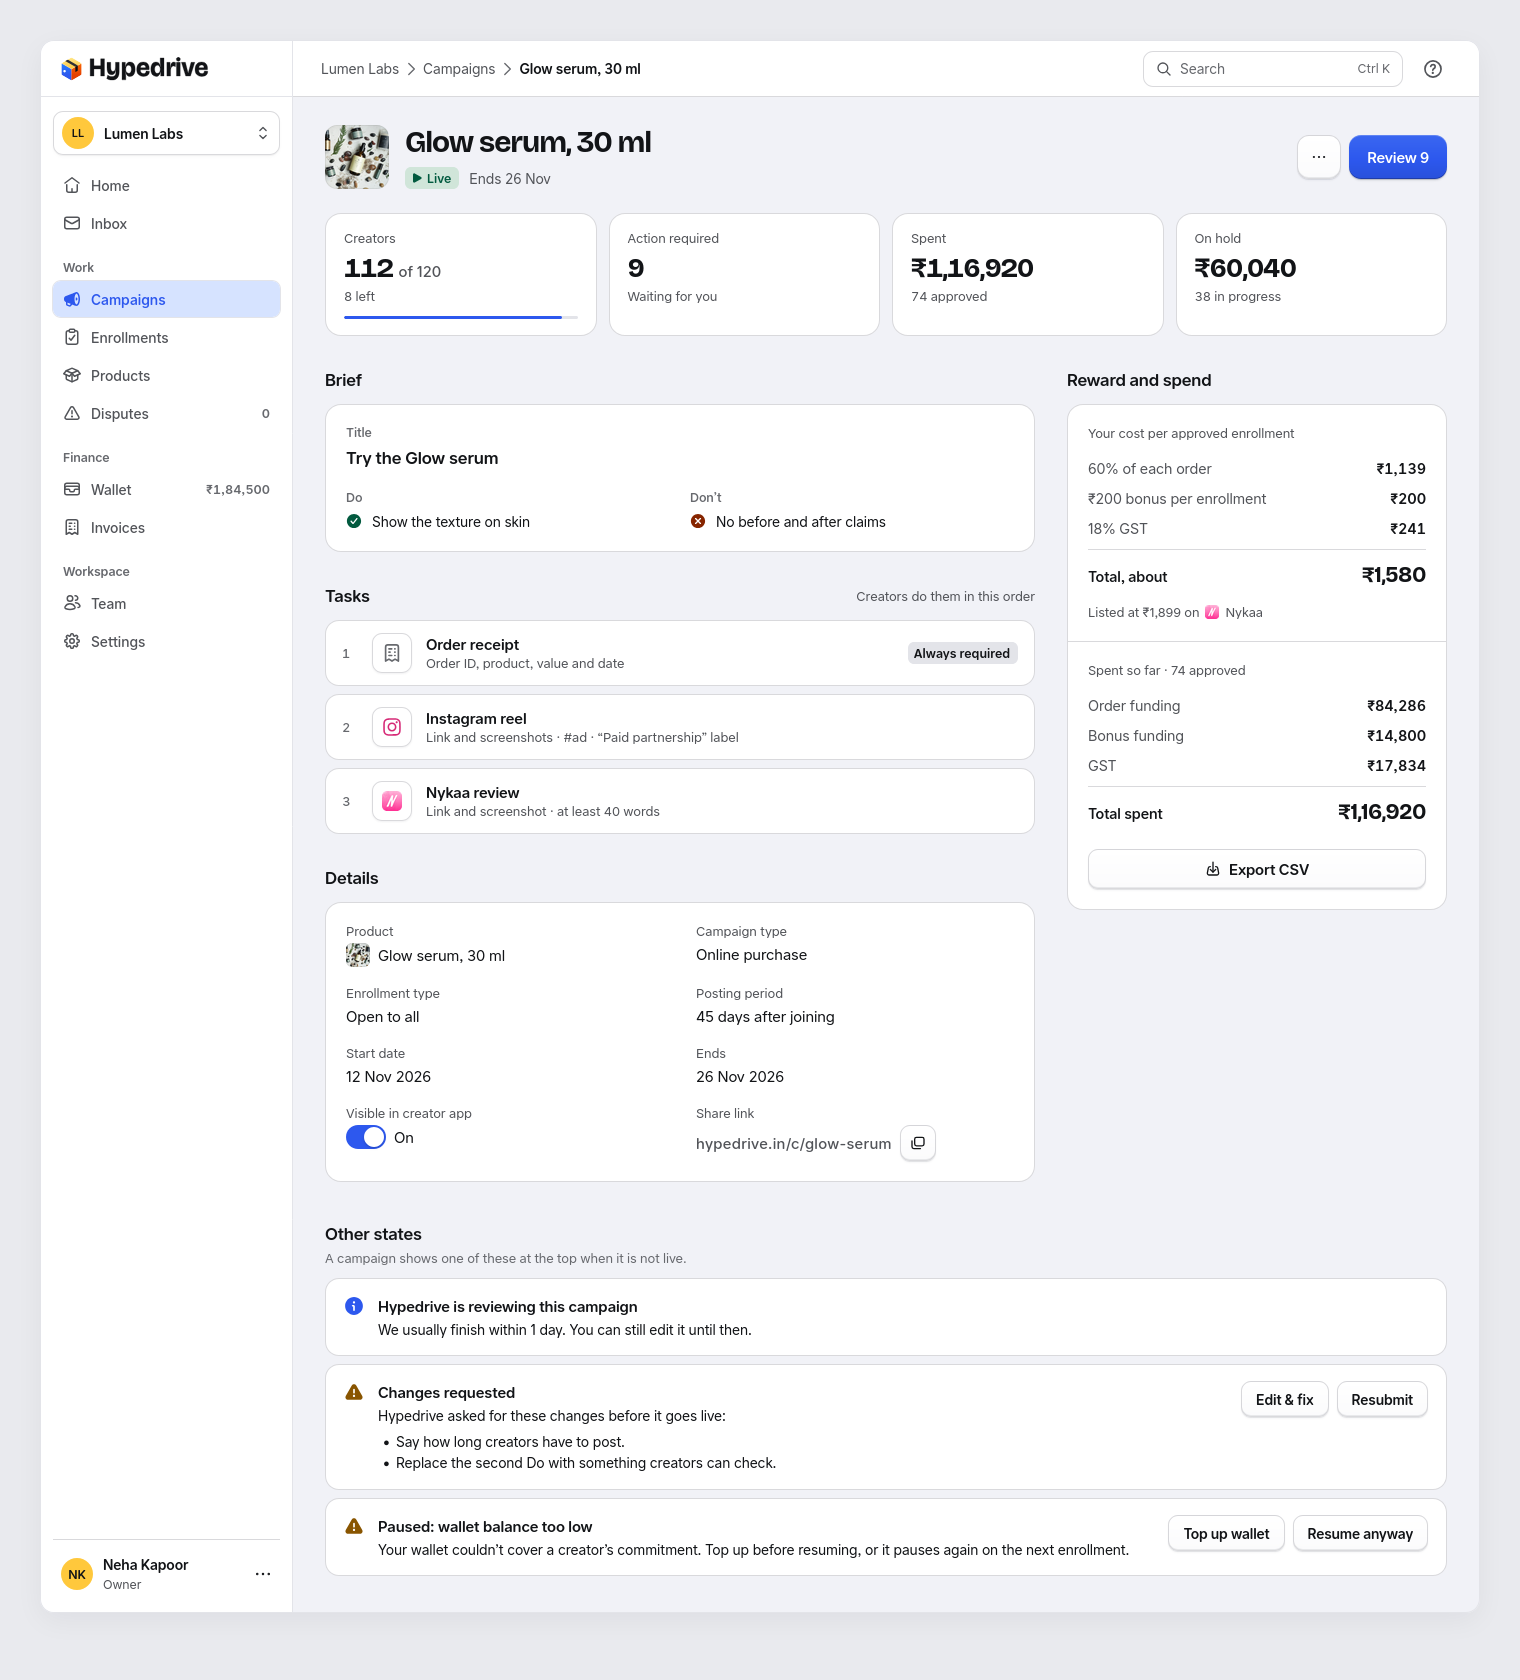 Hypedrive
Lumen Labs
Campaigns
Glow serum, 30 ml
Search
Ctrl K
LL
Lumen Labs
Home
Inbox
Work
Campaigns
Enrollments
Products
Disputes
0
Finance
Wallet
₹1,84,500
Invoices
Workspace
Team
Settings
NK
Neha Kapoor
Owner
Glow serum, 30 ml
Live
Ends 26 Nov
Review 9
Creators
112 of 120
8 left
Action required
9
Waiting for you
Spent
₹1,16,920
74 approved
On hold
₹60,040
38 in progress
Brief
Title
Try the Glow serum
Do
Show the texture on skin
Don’t
No before and after claims
Tasks
Creators do them in this order
1
Order receipt
Order ID, product, value and date
Always required
2
Instagram reel
Link and screenshots · #ad · “Paid partnership” label
3
Nykaa review
Link and screenshot · at least 40 words
Details
Product
Glow serum, 30 ml
Campaign type
Online purchase
Enrollment type
Open to all
Posting period
45 days after joining
Start date
12 Nov 2026
Ends
26 Nov 2026
Visible in creator app
On
Share link
hypedrive.in/c/glow-serum
Reward and spend
Your cost per approved enrollment
60% of each order
₹1,139
₹200 bonus per enrollment
₹200
18% GST
₹241
Total, about
₹1,580
Listed at ₹1,899 on Nykaa
Spent so far · 74 approved
Order funding
₹84,286
Bonus funding
₹14,800
GST
₹17,834
Total spent
₹1,16,920
Export CSV
Other states
A campaign shows one of these at the top when it is not live.
Hypedrive is reviewing this campaign
We usually finish within 1 day. You can still edit it until then.
Changes requested
Hypedrive asked for these changes before it goes live:
• Say how long creators have to post.
• Replace the second Do with something creators can check.
Edit & fix
Resubmit
Paused: wallet balance too low
Your wallet couldn’t cover a creator’s commitment. Top up before resuming, or it pauses again on the next enrollment.
Top up wallet
Resume anyway